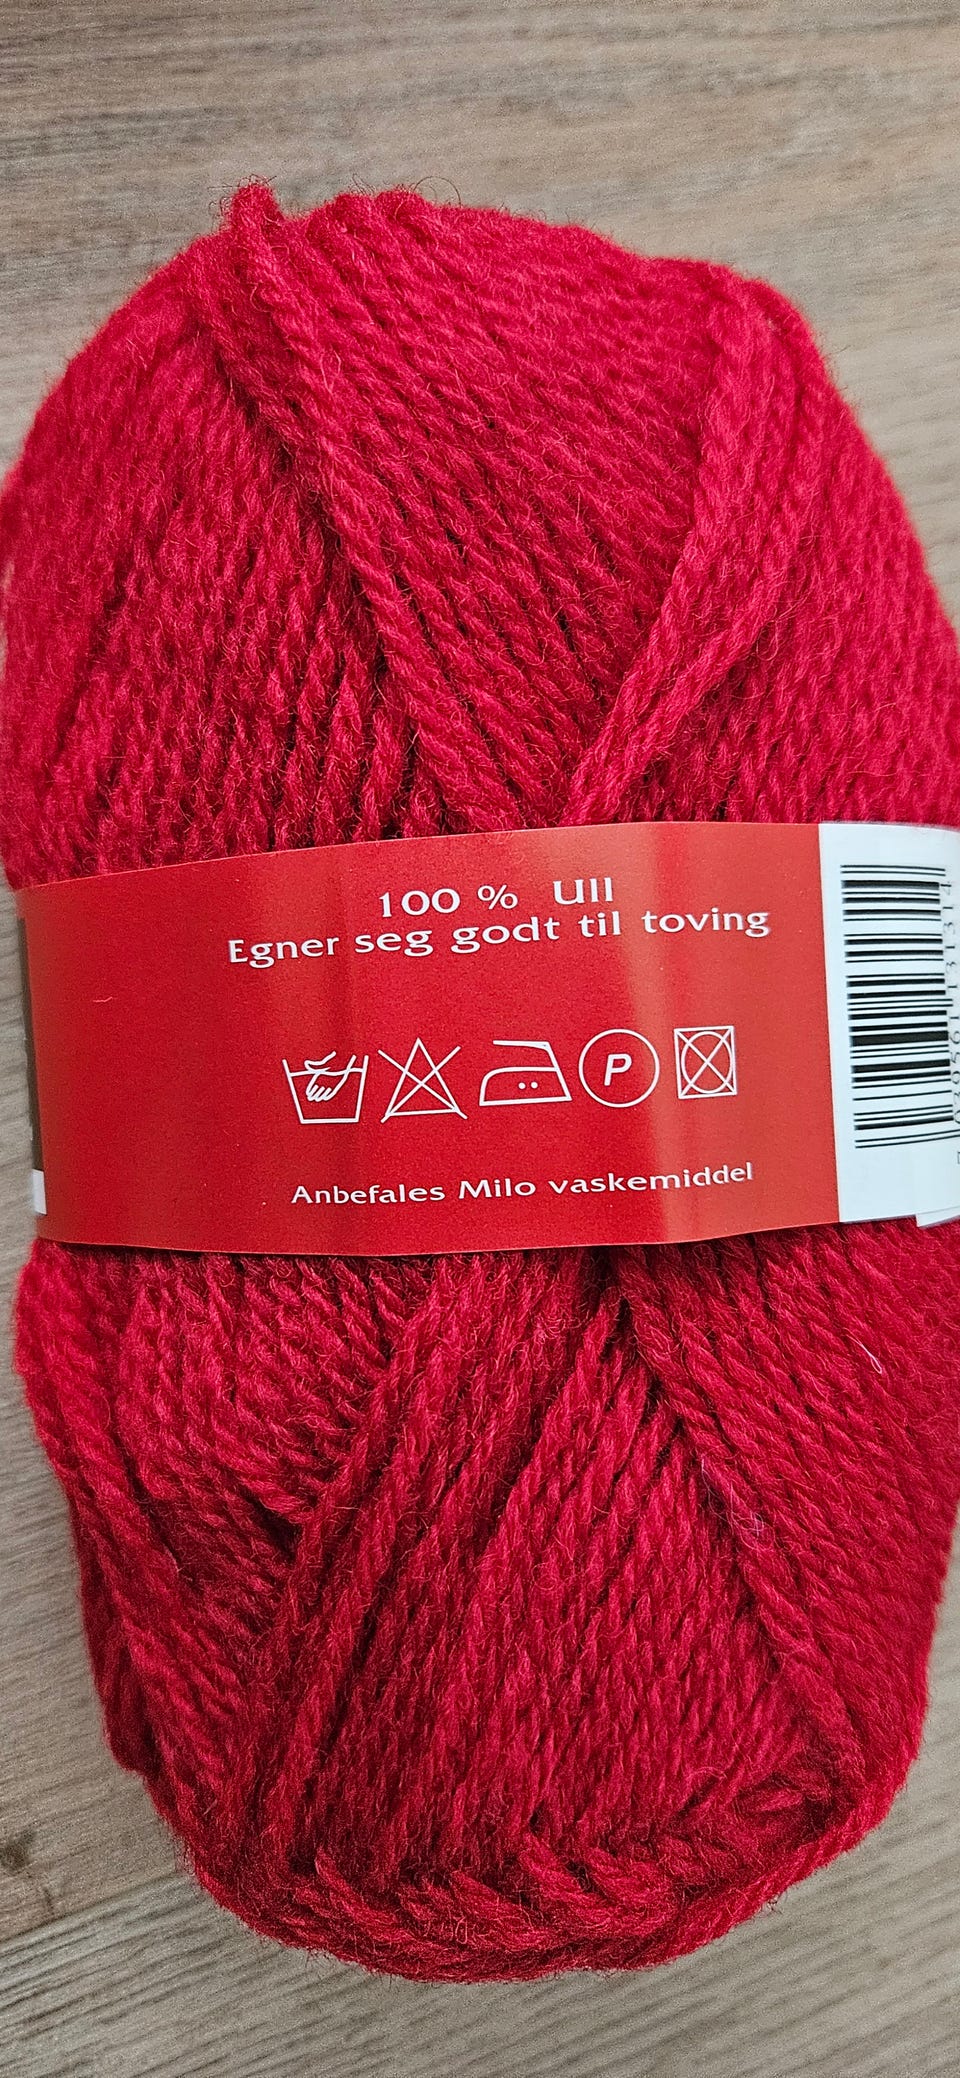 100 % Ull
Egner seg godt til toving
P
Anbefales Milo vaskemiddel